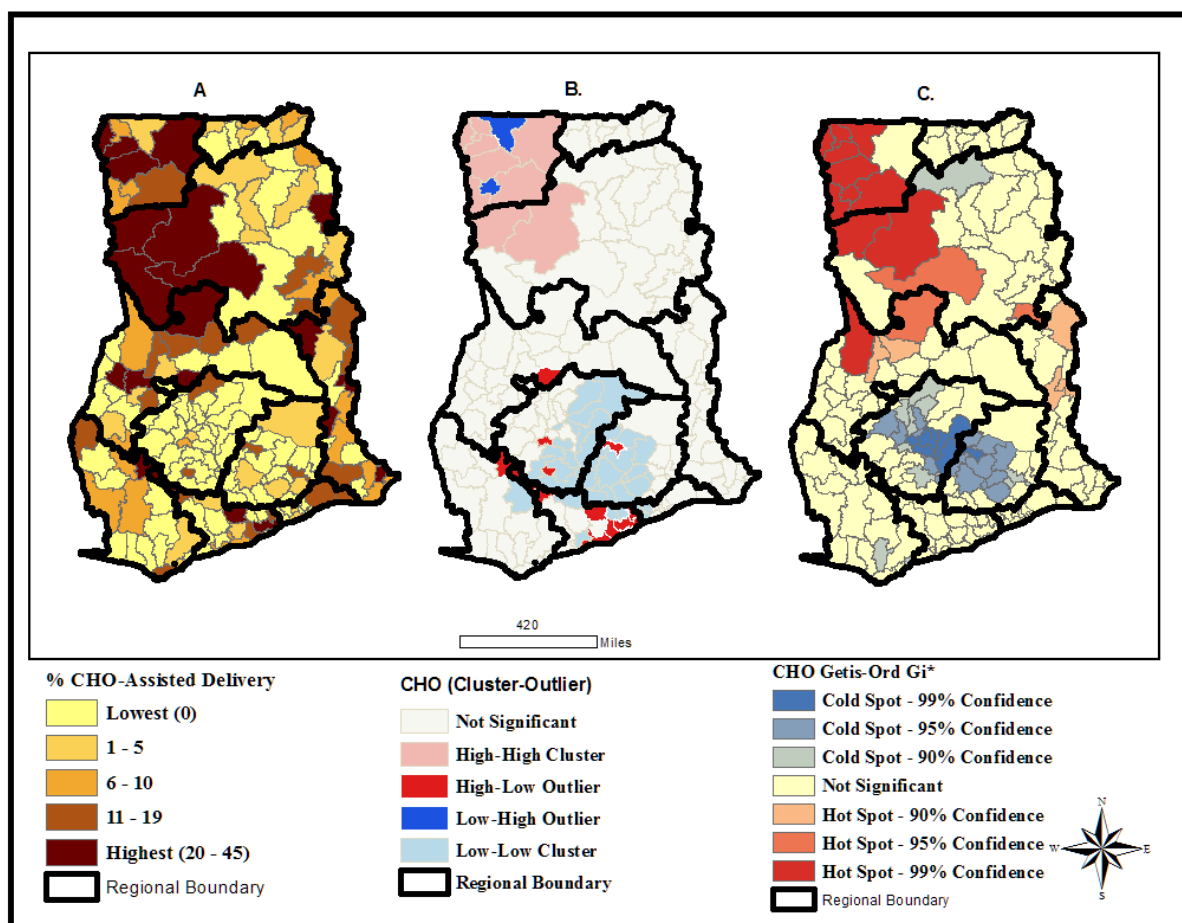 A
B.
C.
420
Miles
% CHO-Assisted Delivery
Lowest (0)
1 - 5
6 - 10
11 - 19
Highest (20 - 45)
Regional Boundary
CHO (Cluster-Outlier)
Not Significant
High-High Cluster
High-Low Outlier
Low-High Outlier
Low-Low Cluster
Regional Boundary
CHO Getis-Ord Gi*
Cold Spot - 99% Confidence
Cold Spot - 95% Confidence
Cold Spot - 90% Confidence
Not Significant
Hot Spot - 90% Confidence
Hot Spot - 95% Confidence
Hot Spot - 99% Confidence
Regional Boundary
N
W
E
S